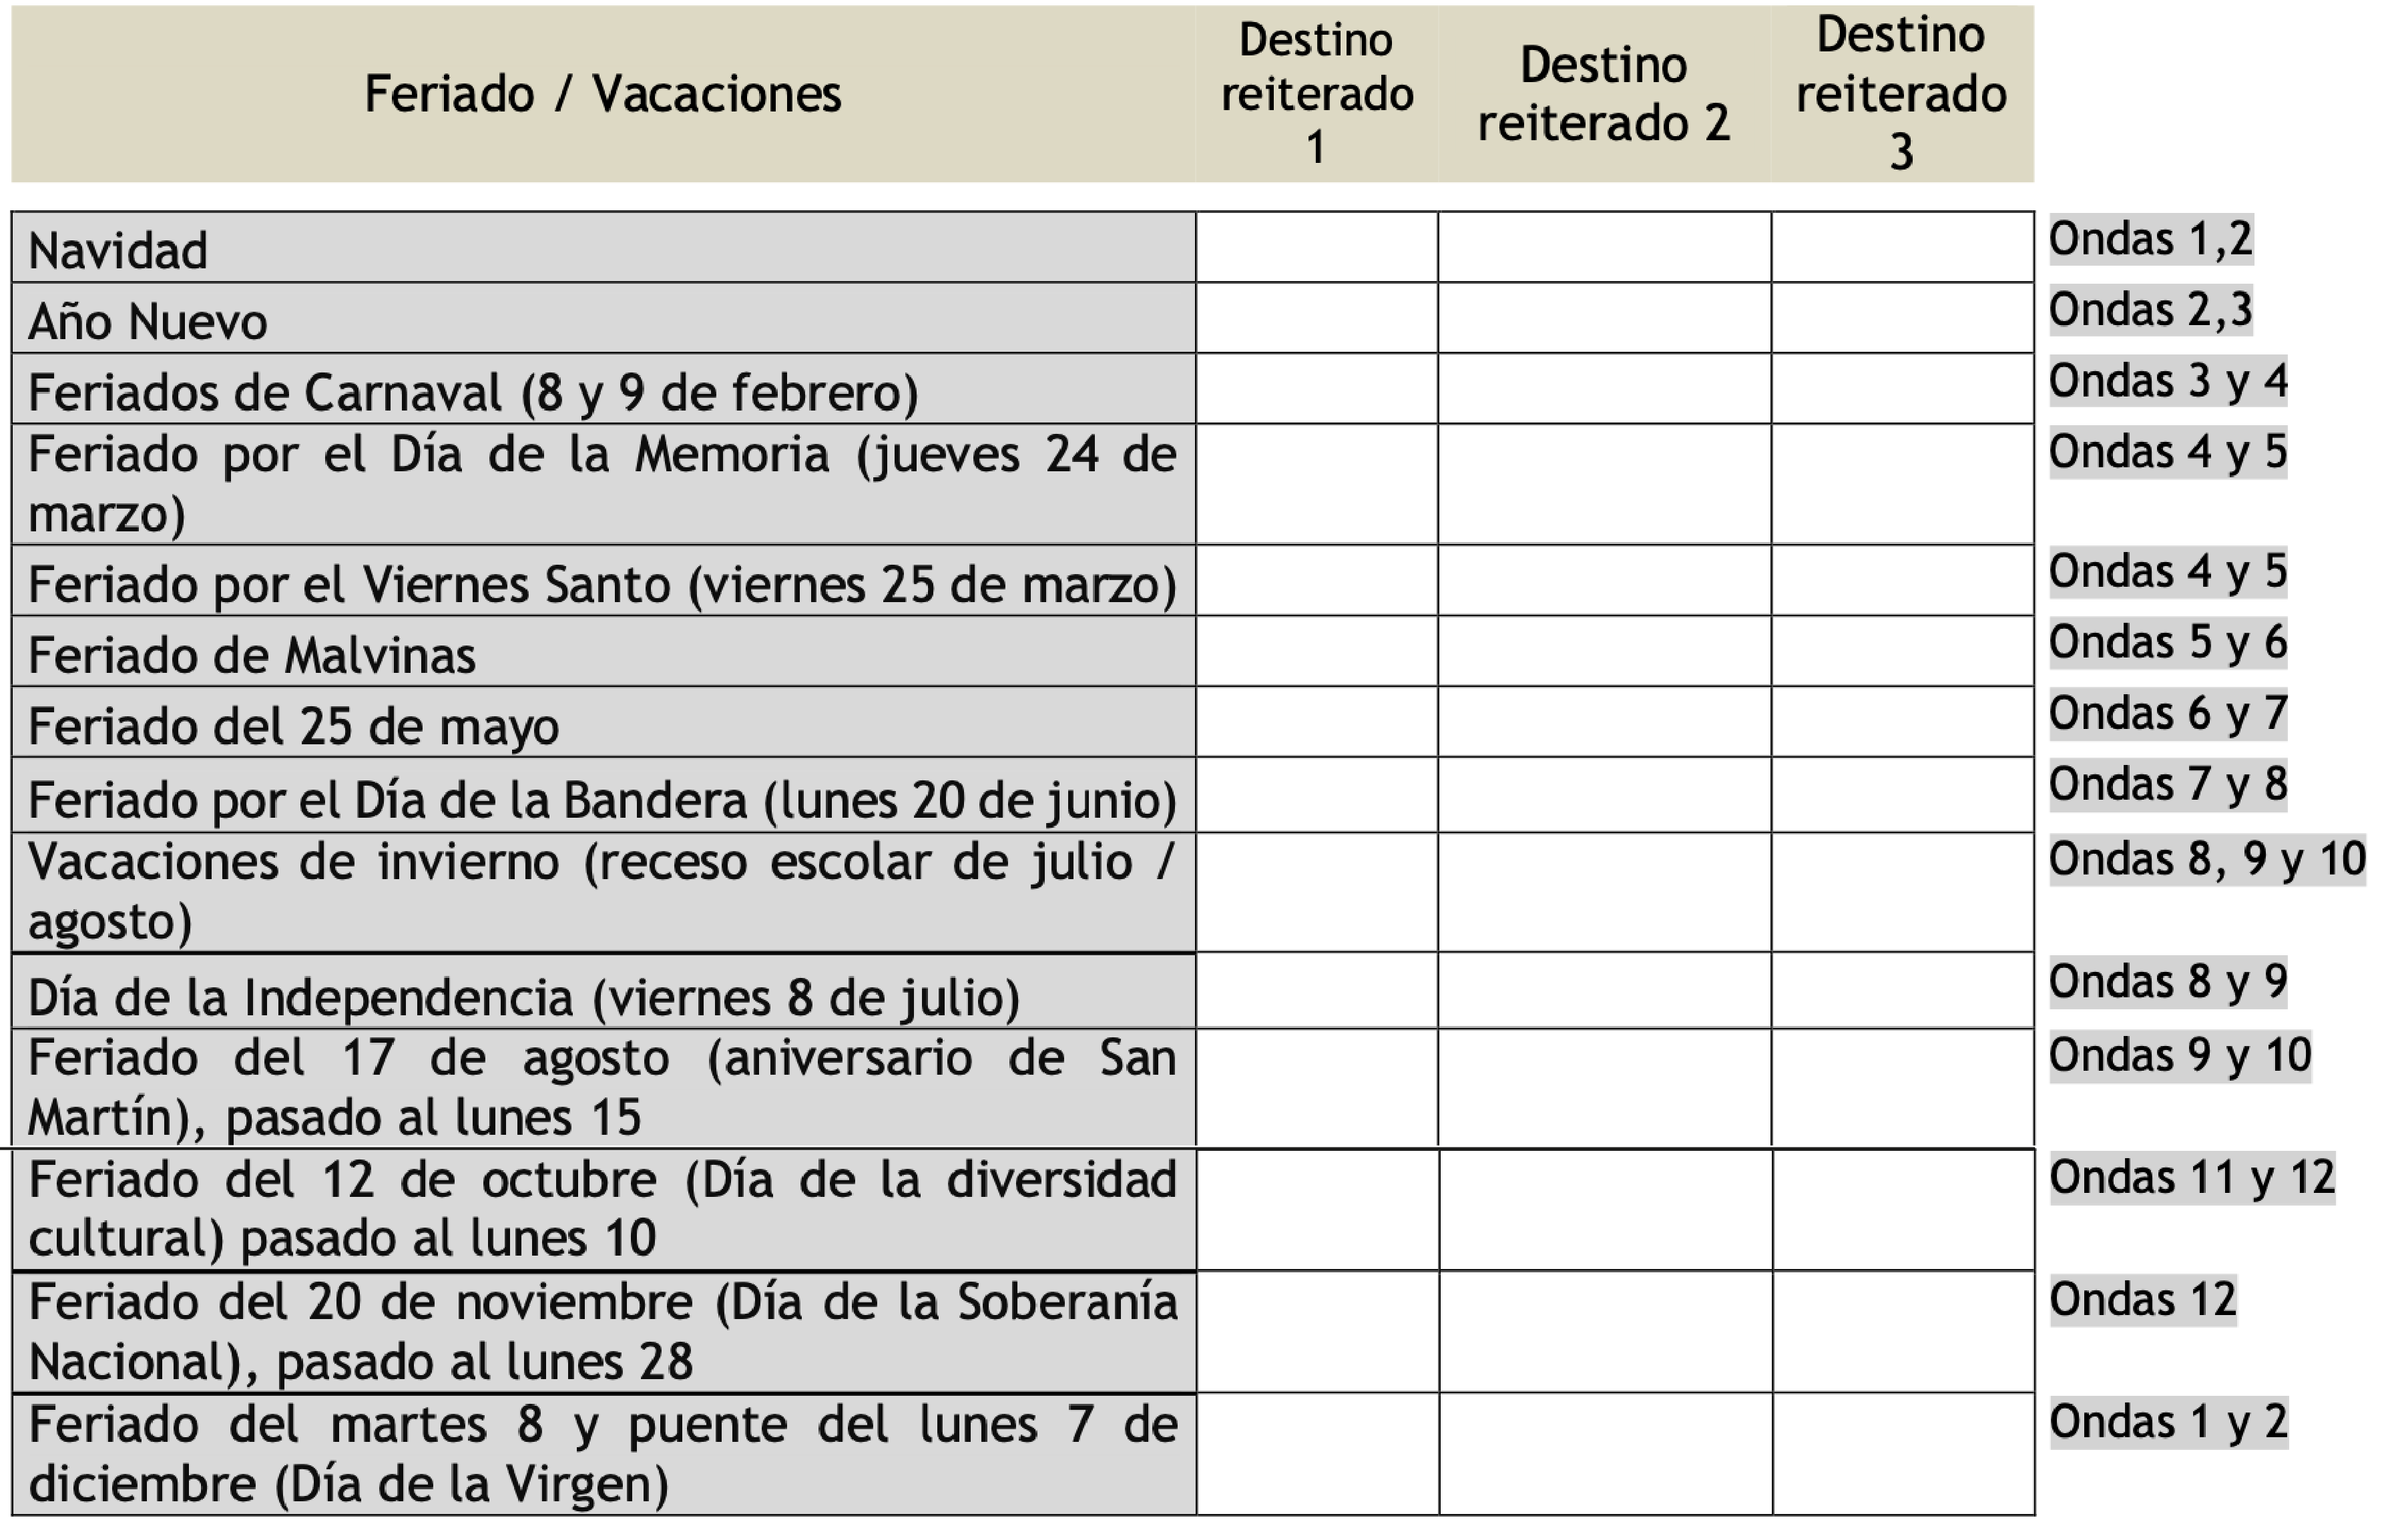 Feriado / Vacaciones
Destino
reiterado
1
Destino
reiterado 2
Destino
reiterado
3
Navidad
Ondas 1,2
Año Nuevo
Ondas 2,3
Feriados de Carnaval (8 y 9 de febrero)
Ondas 3 y 4
Feriado por el Día de la Memoria (jueves 24 de
marzo)
Ondas 4 y 5
Feriado por el Viernes Santo (viernes 25 de marzo)
Ondas 4 y 5
Feriado de Malvinas
Ondas 5 y 6
Feriado del 25 de mayo
Ondas 6 y 7
Feriado por el Día de la Bandera (lunes 20 de junio)
Ondas 7 y 8
Vacaciones de invierno (receso escolar de julio /
agosto)
Ondas 8, 9 y 10
Día de la Independencia (viernes 8 de julio)
Ondas 8 y 9
Feriado del 17 de agosto (aniversario de San
Martín), pasado al lunes 15
Ondas 9 y 10
Feriado del 12 de octubre (Día de la diversidad
cultural) pasado al lunes 10
Ondas 11 y 12
Feriado del 20 de noviembre (Día de la Soberanía
Nacional), pasado al lunes 28
Ondas 12
Feriado del martes 8 y puente del lunes 7 de
diciembre (Día de la Virgen)
Ondas 1 y 2